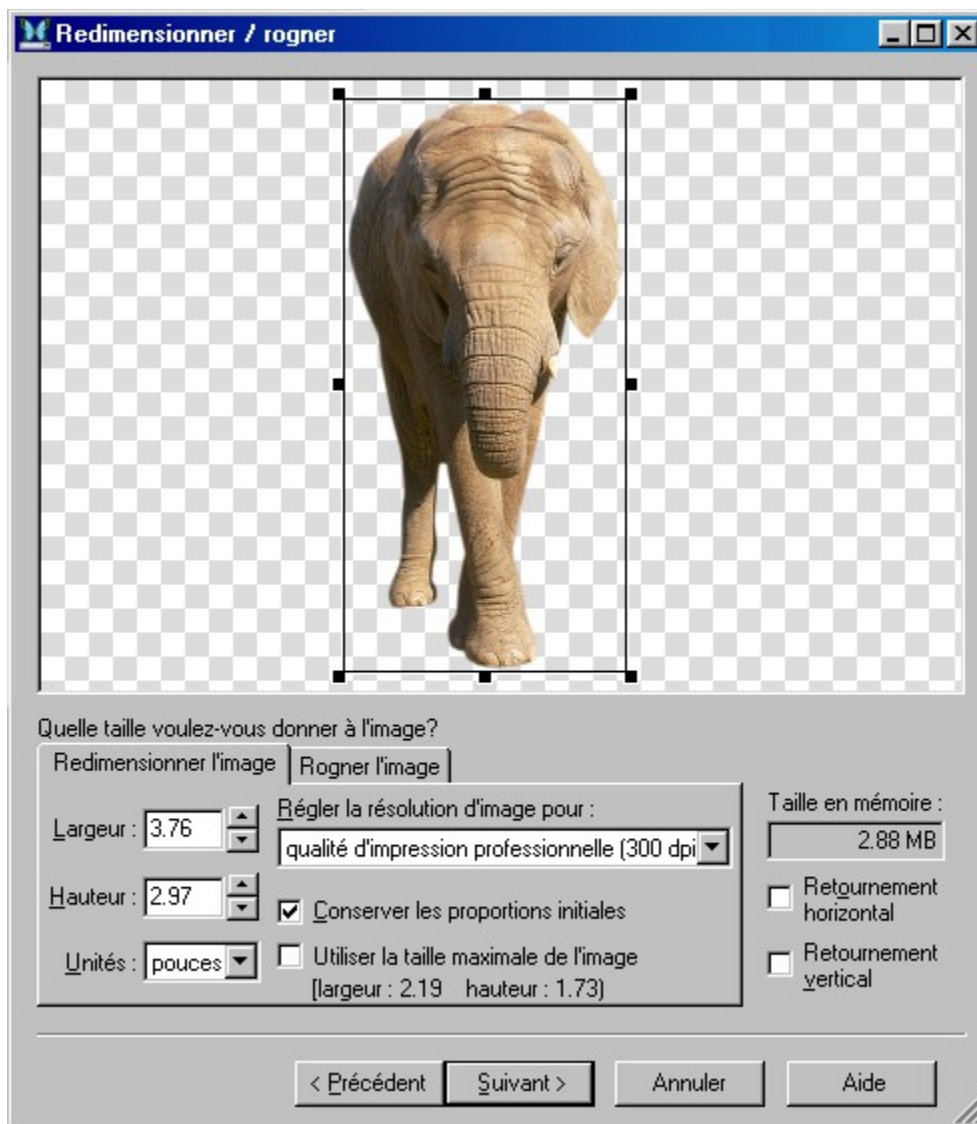 Redimensionner / rogner
Quelle taille voulez-vous donner à l'image?
Redimensionner l'image
Rogner l'image
Largeur : 3.76
Hauteur : 2.97
Unités : pouces
Régler la résolution d'image pour :
qualité d'impression professionnelle (300 dpi
Conserver les proportions initiales
Utiliser la taille maximale de l'image
(largeur : 2.19 hauteur : 1.73)
Taille en mémoire :
2.88 MB
Retournement
horizontal
Retournement
vertical
< Précédent
Suivant >
Annuler
Aide